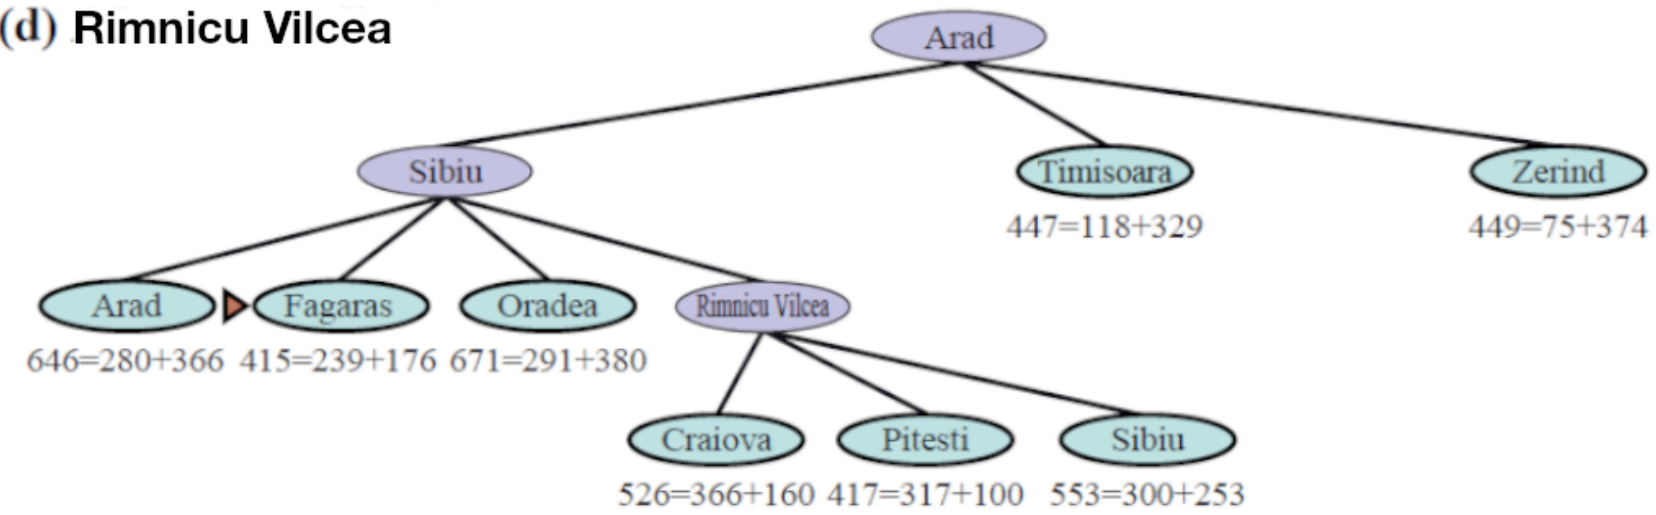 (d) Rimnicu Vilcea
Arad
Sibiu
Timisoara
Zerind
447=118+329
449=75+374
Arad
Fagaras
Oradea
Rimnicu Vilcea
646=280+366
415=239+176
671=291+380
Craiova
Pitesti
Sibiu
526=366+160
417=317+100
553=300+253